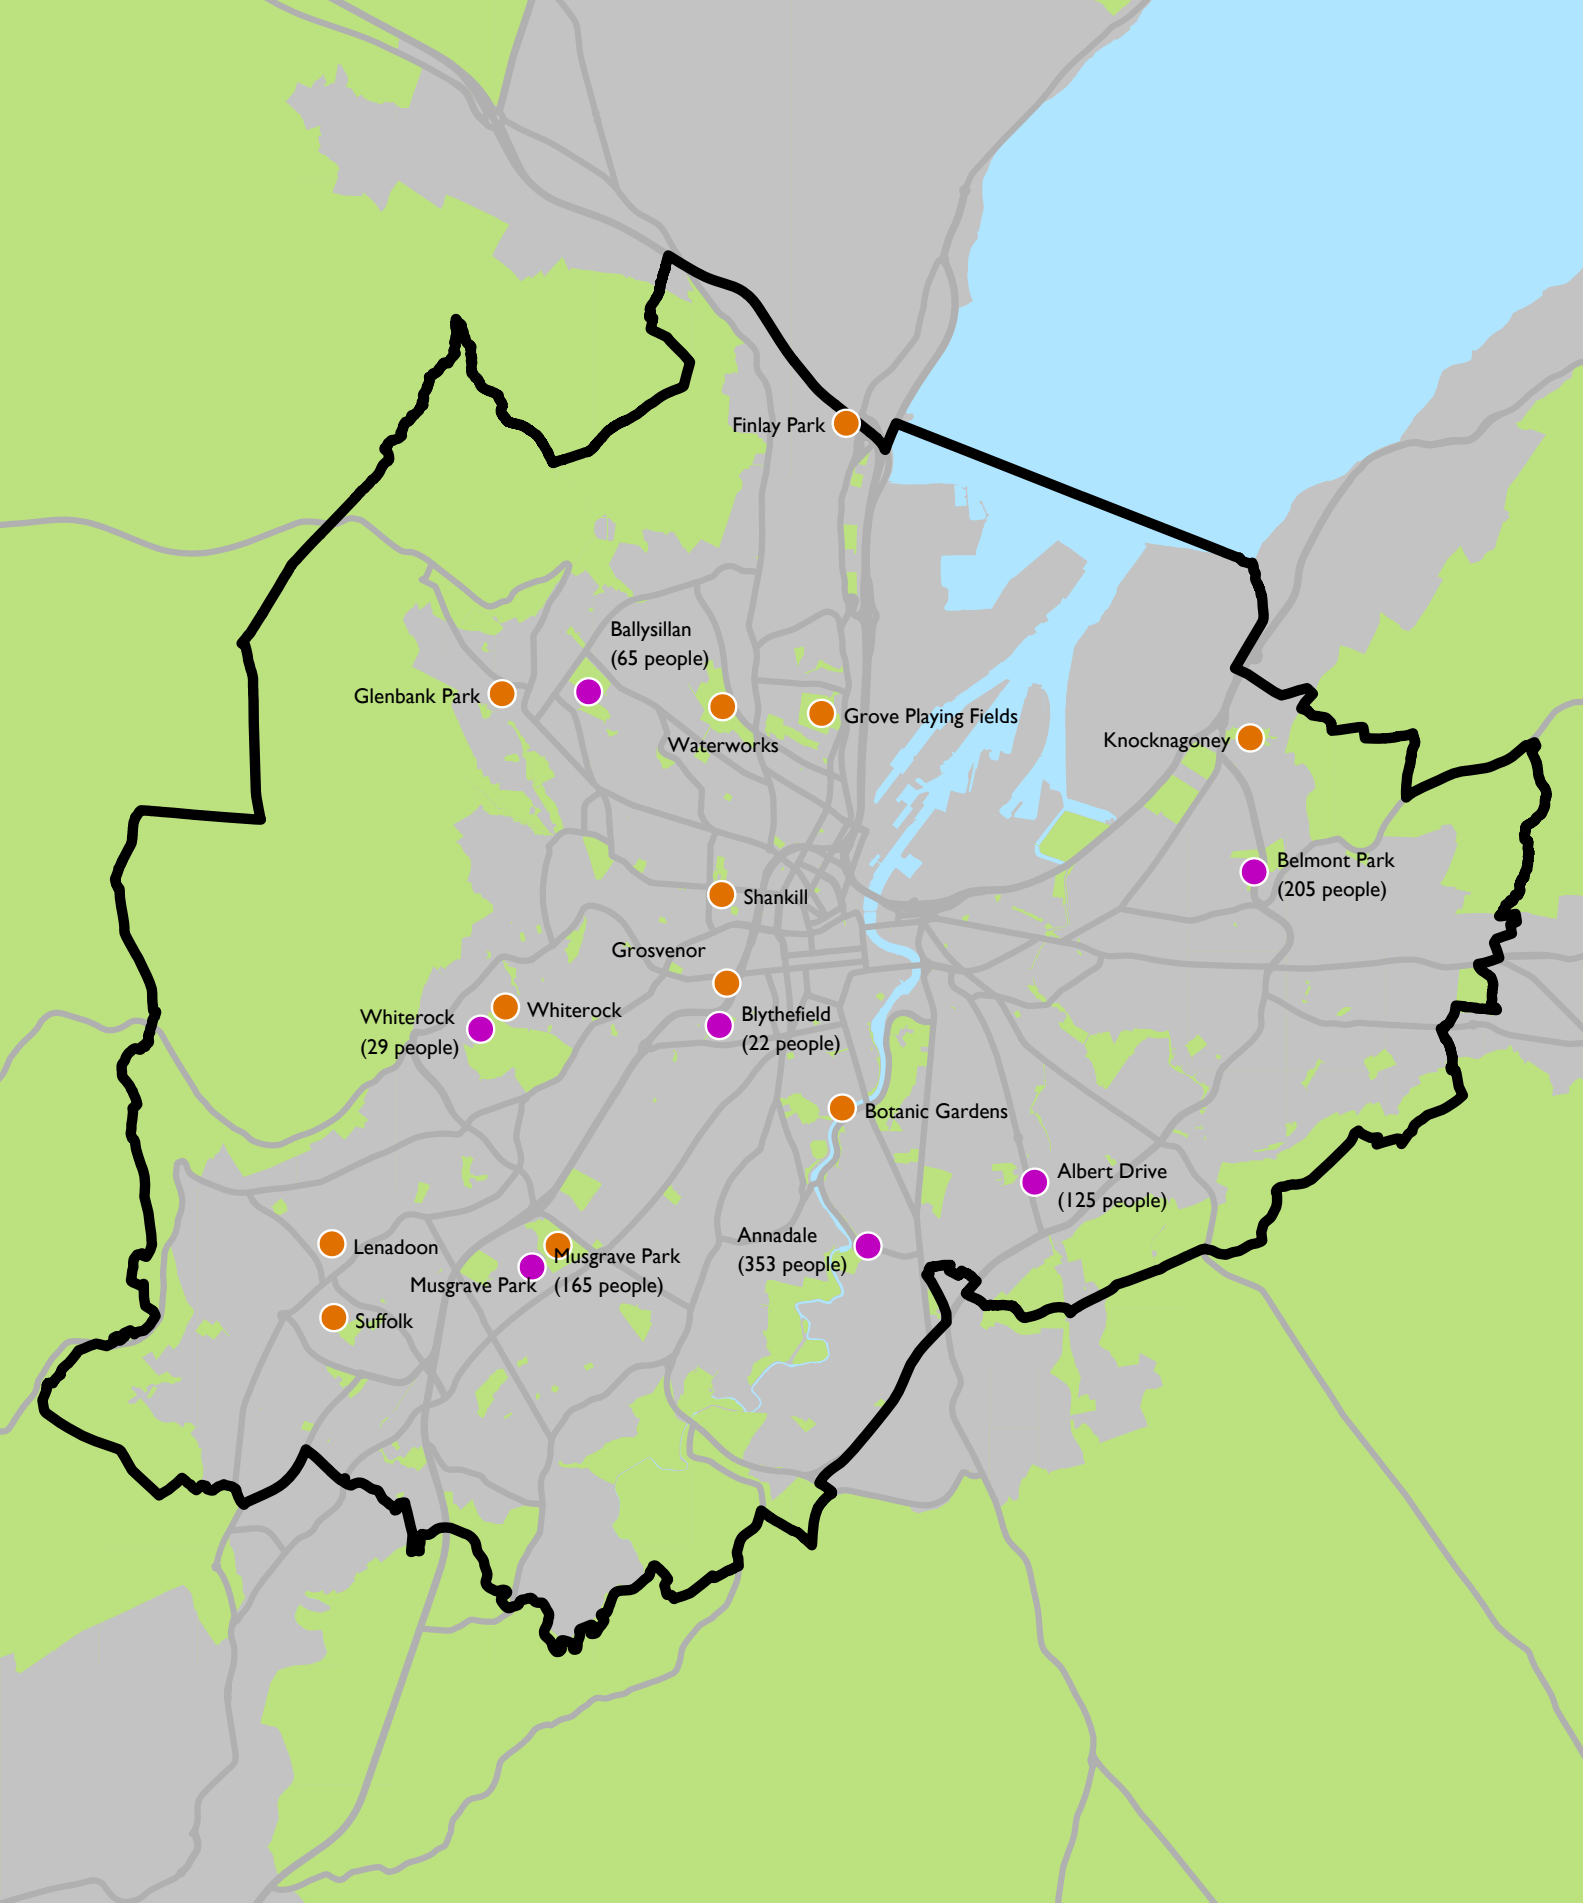 Finlay Park
Ballysillan
(65 people)
Glenbank Park
Waterworks
Grove Playing Fields
Knocknagoney
Belmont Park
(205 people)
Shankill
Grosvenor
Whiterock
Whiterock
(29 people)
Blythefield
(22 people)
Botanic Gardens
Albert Drive
(125 people)
Annadale
(353 people)
Lenadoon
Musgrave Park
(165 people)
Musgrave Park
Suffolk